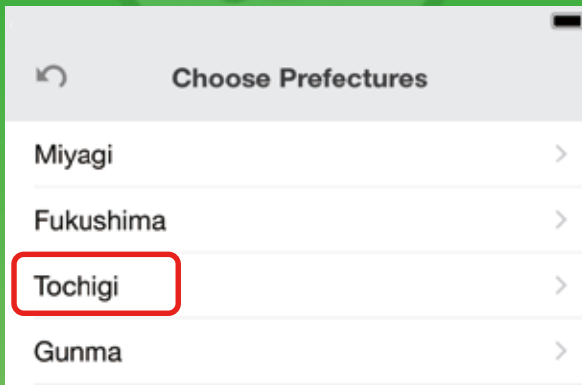 Choose Prefectures
Miyagi
Fukushima
Tochigi
Gunma